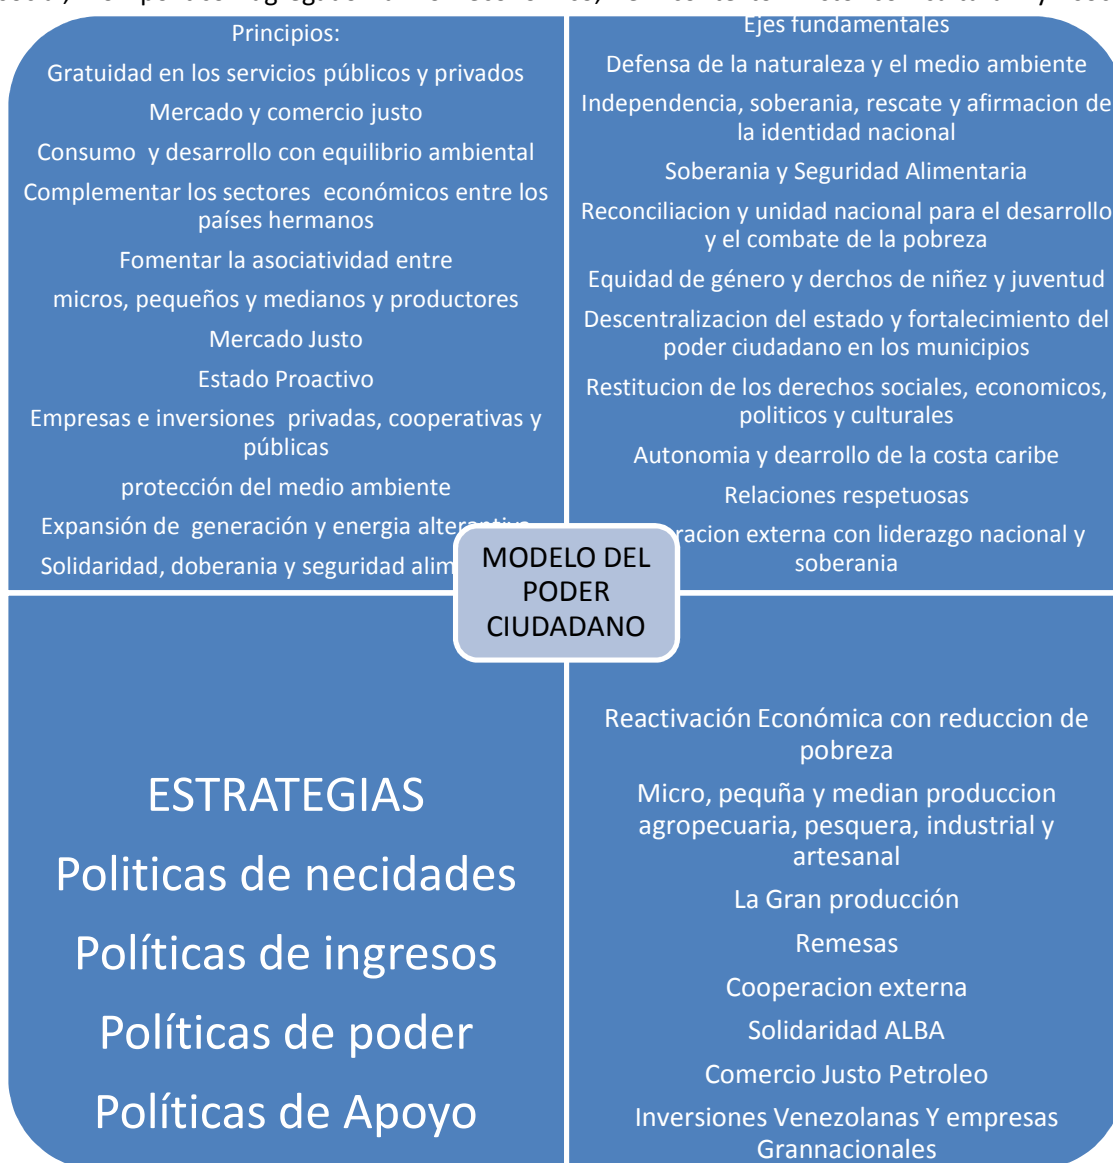 Principios:
Gratuidad en los servicios públicos y privados
Mercado y comercio justo
Consumo y desarrollo con equilibrio ambiental
Complementar los sectores económicos entre los
países hermanos
Fomentar la asociatividad entre
micros, pequeños y medianos y productores
Mercado Justo
Estado Proactivo
Empresas e inversiones privadas, cooperativas y
públicas
protección del medio ambiente
Expansión de generación y energia
Solidaridad, doberania y seguridad
Ejes fundamentales
Defensa de la naturaleza y el medio ambiente
Independencia, soberania, rescate y afirmacion de
la identidad nacional
Soberania y Seguridad Alimentaria
Reconciliacion y unidad nacional para el desarrollo
y el combate de la pobreza
Equidad de género y derchos de niñez y juventud
Descentralizacion del estado y fortalecimiento del
poder ciudadano en los municipios
Restitucion de los derechos sociales, economicos,
politicos y culturales
Autonomia y dearrollo de la costa caribe
Relaciones respetuosas
externa con liderazgo nacional y
soberania
MODELO DEL
PODER
CIUDADANO
ESTRATEGIAS
Politicas de necidades
Políticas de ingresos
Políticas de poder
Políticas de Apoyo
Reactivación Económica con reduccion de
pobreza
Micro, pequña y median produccion
agropecuaria, pesquera, industrial y
artesanal
La Gran producción
Remesas
Cooperacion externa
Solidaridad ALBA
Comercio Justo Petroleo
Inversiones Venezolanas Y empresas
Grannacionales